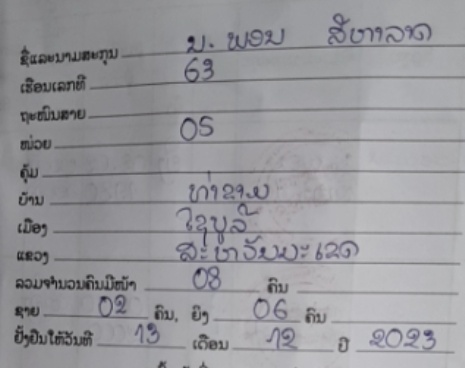 ຊື່ແລະນາມສະກຸນ ນ. ພອນ ສີຫາລາດ
ເຮືອນເລກທີ 63
ຖະໜົນສາຍ
ໜ່ວຍ 05
ຄຸ້ມ
ບ້ານ ທ່າຂາມ
ເມືອງ ໄຊບູລີ
ແຂວງ ສະຫວັນນະເຂດ
ລວມຈຳນວນຄົນມີໜ້າ 08 ຄົນ
ຊາຍ 02 ຄົນ, ຍິງ 06 ຄົນ
ຢັ້ງຢືນໃຫ້ວັນທີ 13 ເດືອນ 12 ປີ 2023